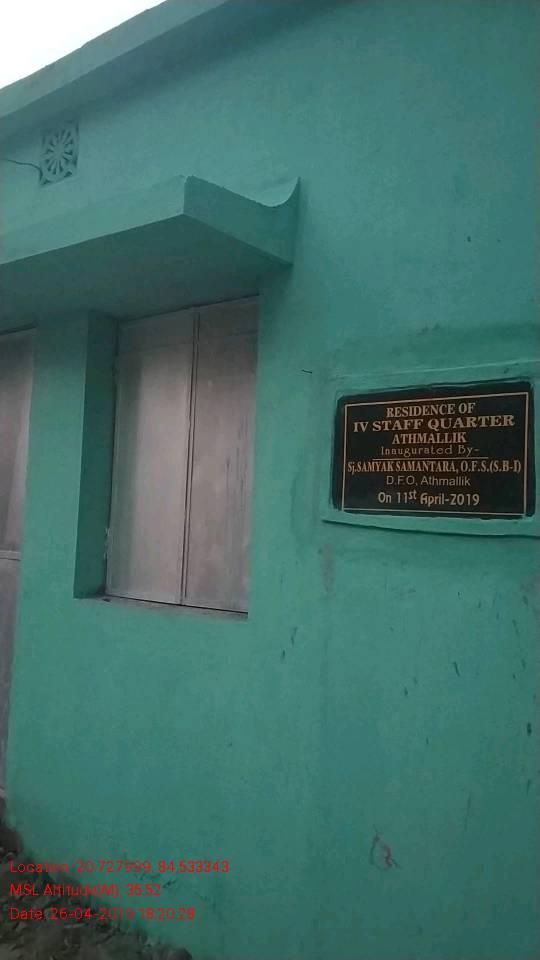 RESIDENCE OF
IV STAFF QUARTER
ATHMALLIK
Inaugurated By-
Sj.SAMYAK SAMANTARA, O.F.S.(S.B-I)
D.F.O, Athmallik
On 11st April-2019
Location: 20.727999, 84.533343
MSL Altitude(M): 35.52
Date: 26-04-2019 18:20:28